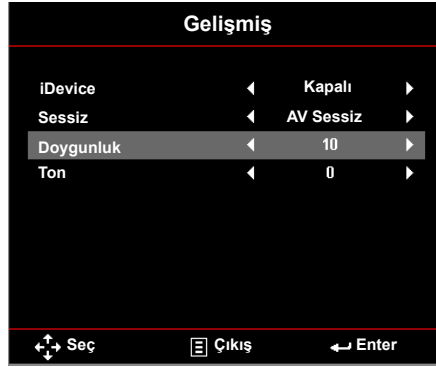 Gelişmiş
iDevice Kapalı
Sessiz AV Sessiz
Doygunluk 10
Ton 0
Seç Çıkış Enter